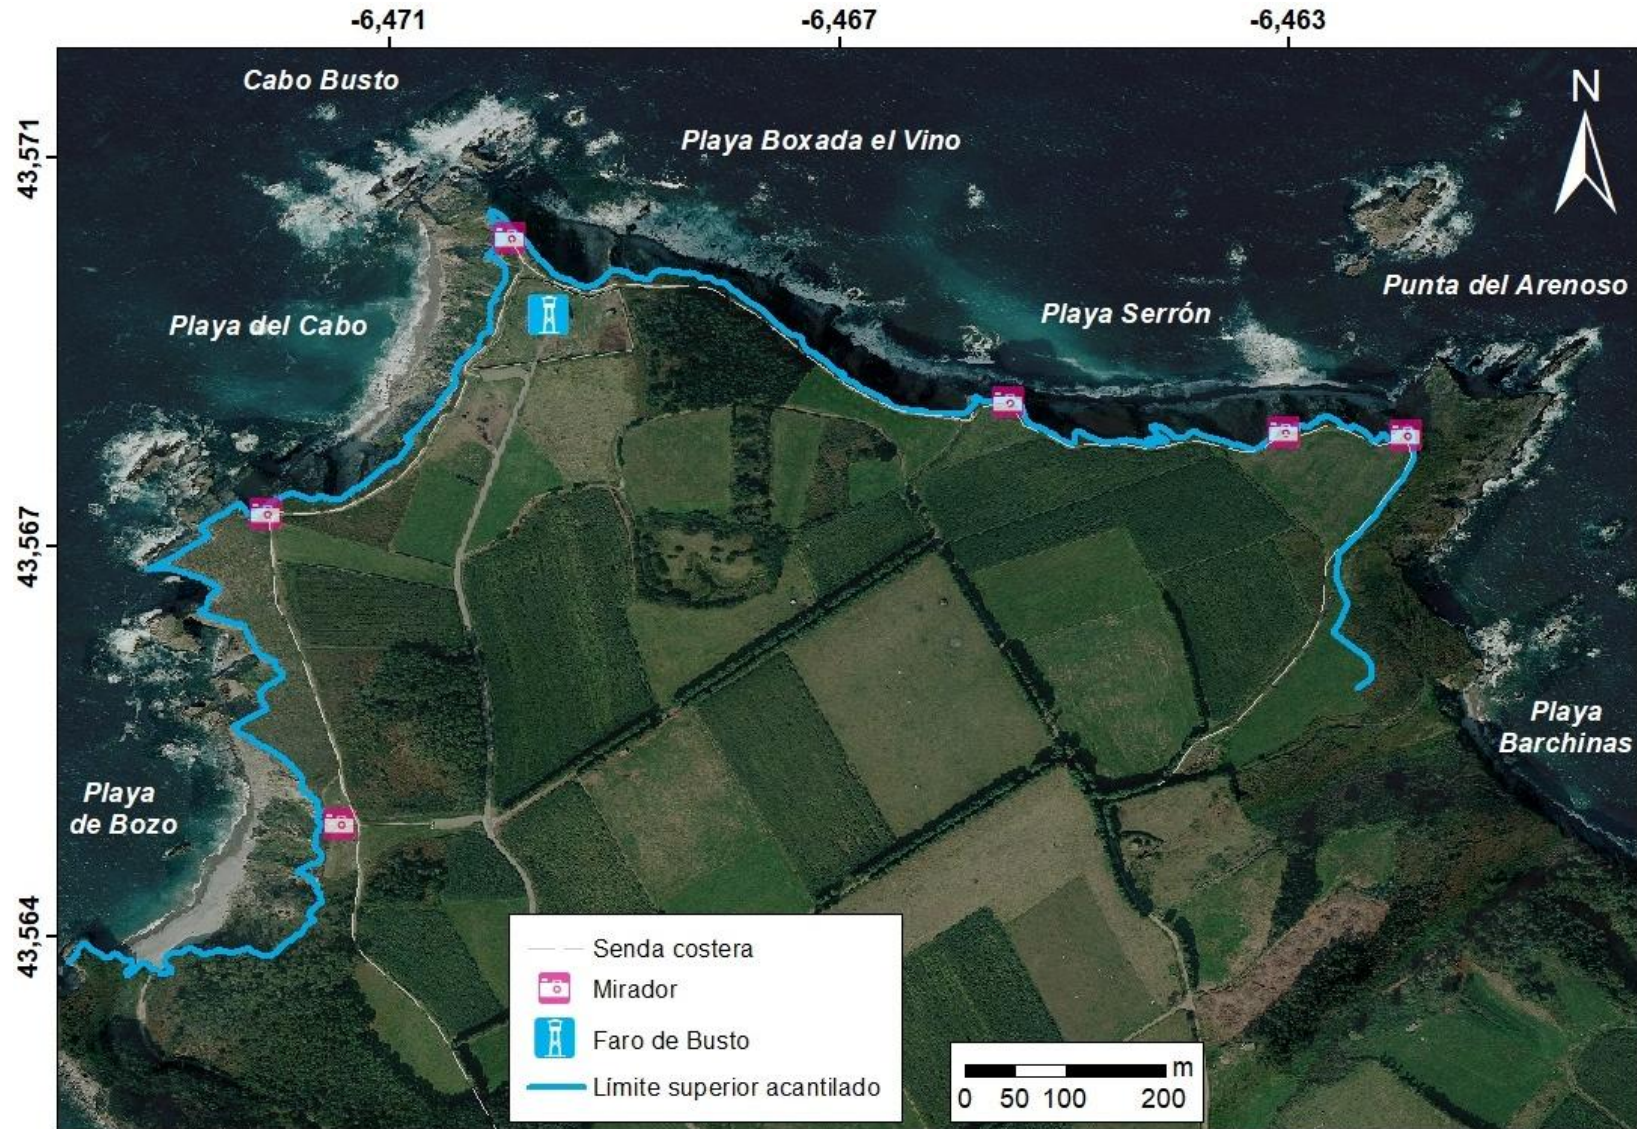 -6,471
-6,467
-6,463
Cabo Busto
N
43,571
Playa Boxada el Vino
Punta del Arenoso
Playa del Cabo
Playa Serrón
43,567
Playa
Barchinas
Playa
de Bozo
43,564
Senda costera
Mirador
Faro de Busto
Límite superior acantilado
m
0 50 100 200